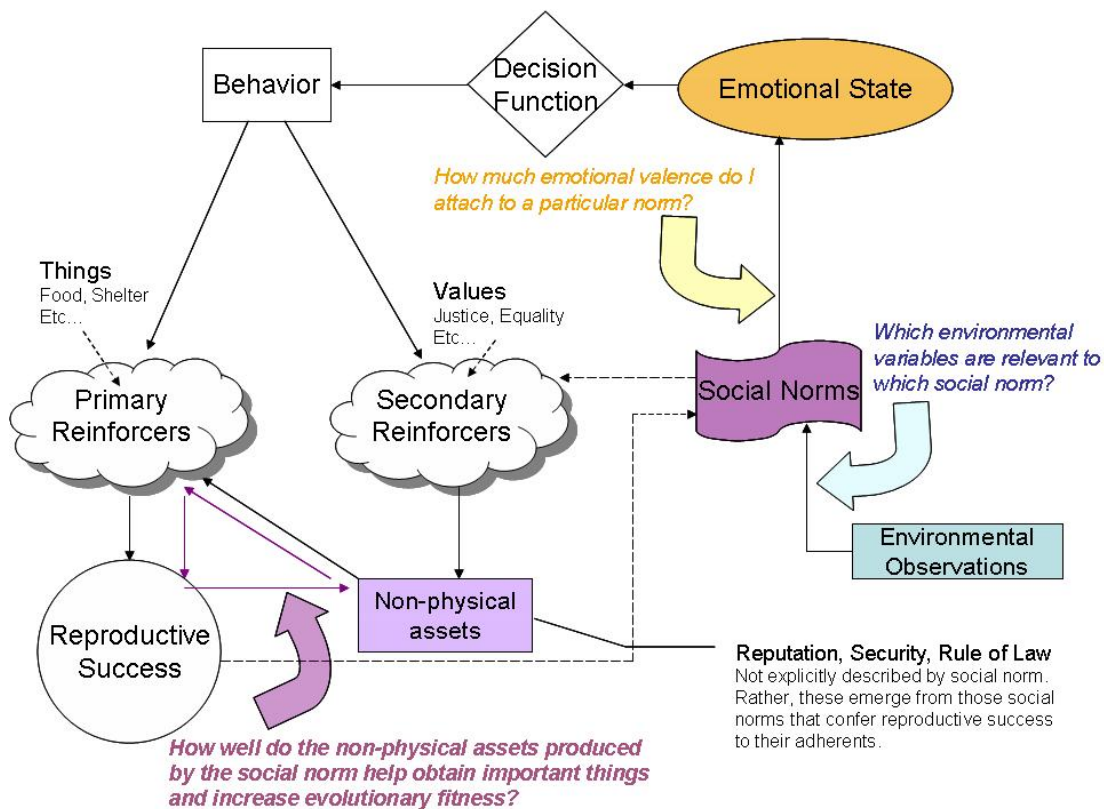 Behavior
Decision
Function
Emotional State
How much emotional valence do I
attach to a particular norm?
Things
Food, Shelter
Etc...
Values
Justice, Equality
Etc...
Which environmental
variables are relevant to
which social norm?
Primary
Reinforcers
Secondary
Reinforcers
Social Norms
Environmental
Observations
Reproductive
Success
Non-physical
assets
Reputation, Security, Rule of Law
Not explicitly described by social norm.
Rather, these emerge from those social
norms that confer reproductive success
to their adherents.
How well do the non-physical assets produced
by the social norm help obtain important things
and increase evolutionary fitness?